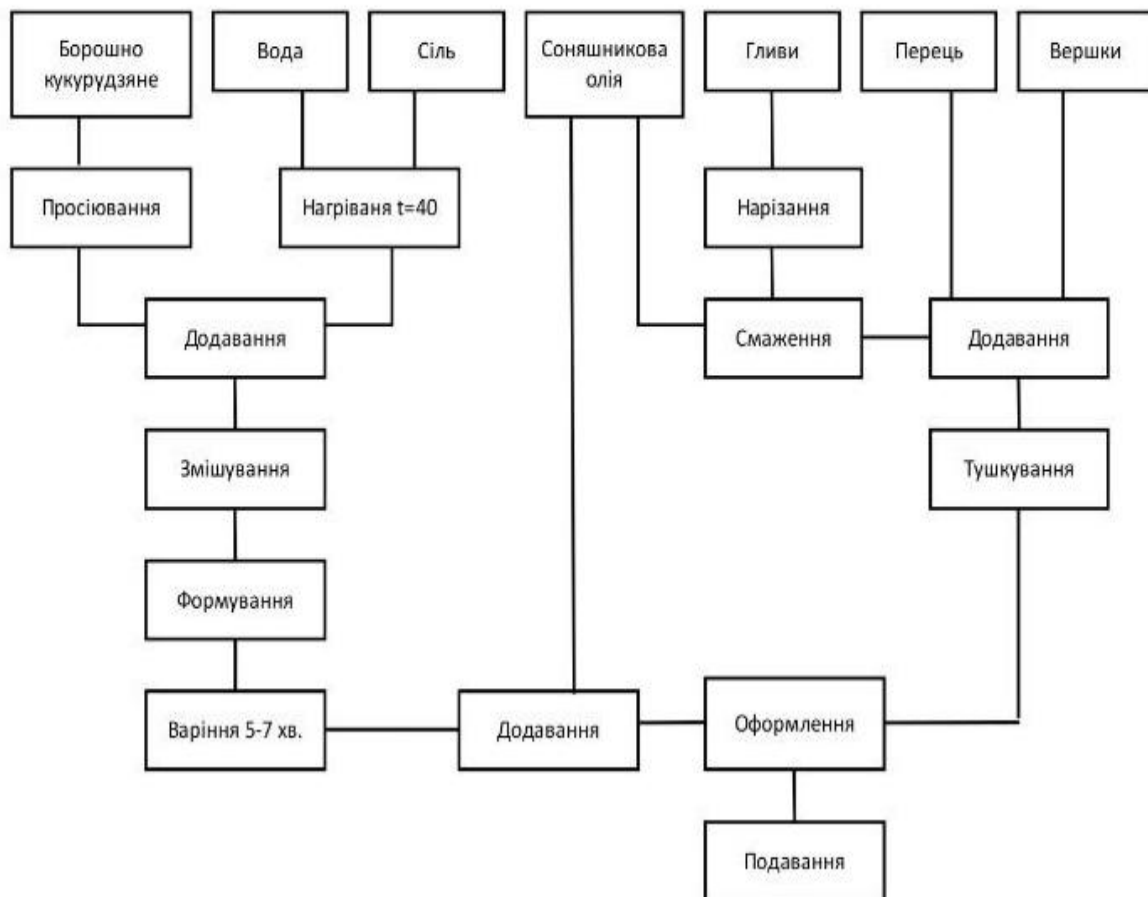 Борошно
кукурудзяне
Вода
Сіль
Соняшникова
олія
Гливи
Перець
Вершки
Просіювання
Нагріваня t=40
Нарізання
Додавання
Смаження
Додавання
Змішування
Тушкування
Формування
Варіння 5-7 хв.
Додавання
Оформлення
Подавання